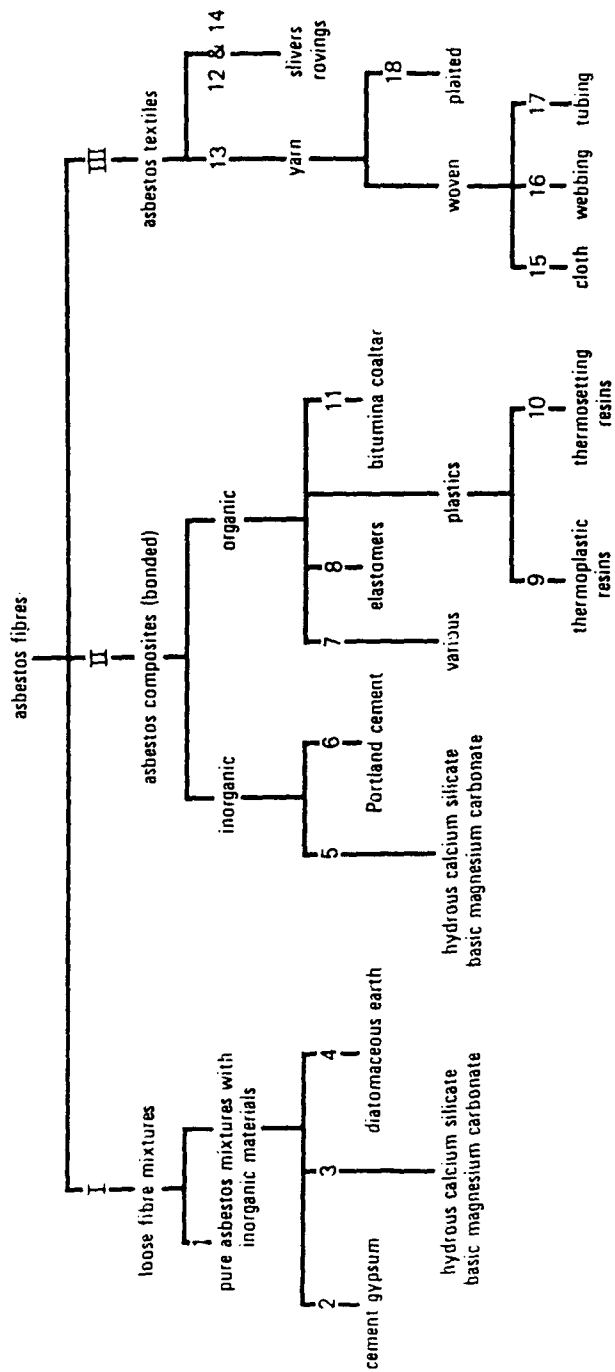 asbestos fibres
I
II
III
loose fibre mixtures
asbestos composites (bonded)
asbestos textiles
1
pure asbestos mixtures with
inorganic materials
2
3
4
cement gypsum
diatomaceous earth
hydrous calcium silicate
basic magnesium carbonate
inorganic
organic
5
6
Portland cement
hydrous calcium silicate
basic magnesium carbonate
7
8
11
various
elastomers
bitumina coaltar
plastics
9
10
thermoplastic
resins
thermosetting
resins
13
12 & 14
yarn
slivers
rovings
18
woven
plaited
15
16
17
cloth
webbing
tubing